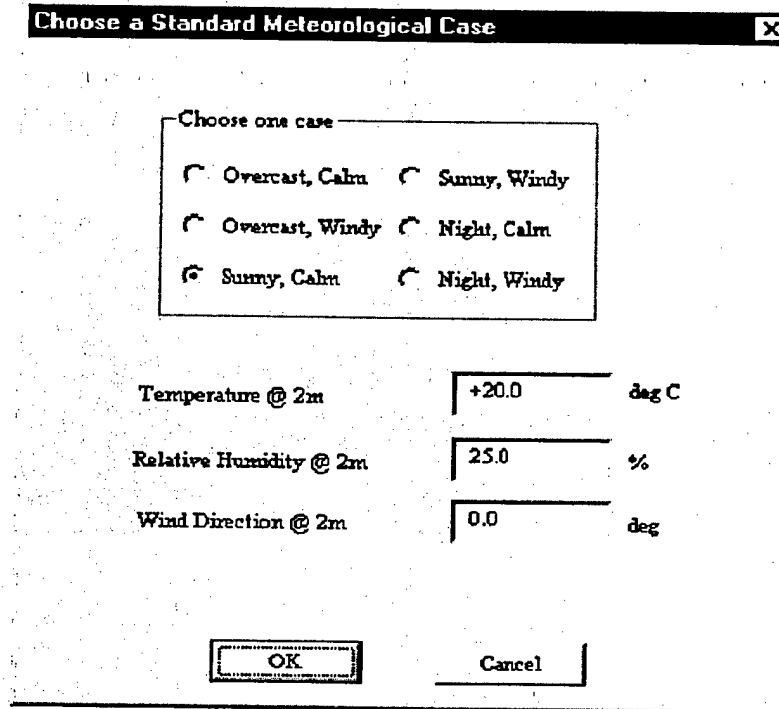 Choose a Standard Meteorological Case
Choose one case
Overcast, Calm Sunny, Windy
Overcast, Windy Night, Calm
Sunny, Calm Night, Windy
Temperature @ 2m +20.0 deg C
Relative Humidity @ 2m 25.0 %
Wind Direction @ 2m 0.0 deg
OK Cancel